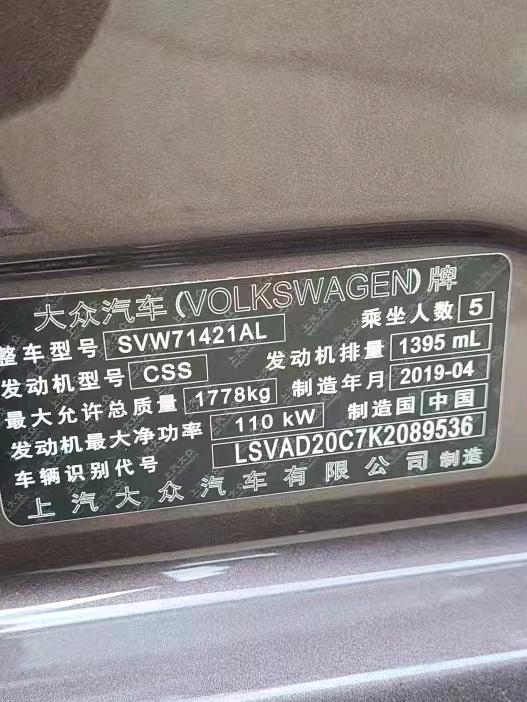 大众汽车(VOLKSWAGEN)牌
整车型号 SVW71421AL 乘坐人数 5
发动机型号 CSS 发动机排量 1395 mL
最大允许总质量 1778kg 制造年月 2019-04
发动机最大净功率 110 kW 制造国 中国
车辆识别代号 LSVAD20C7K2089536
上汽大众汽车有限公司 制造